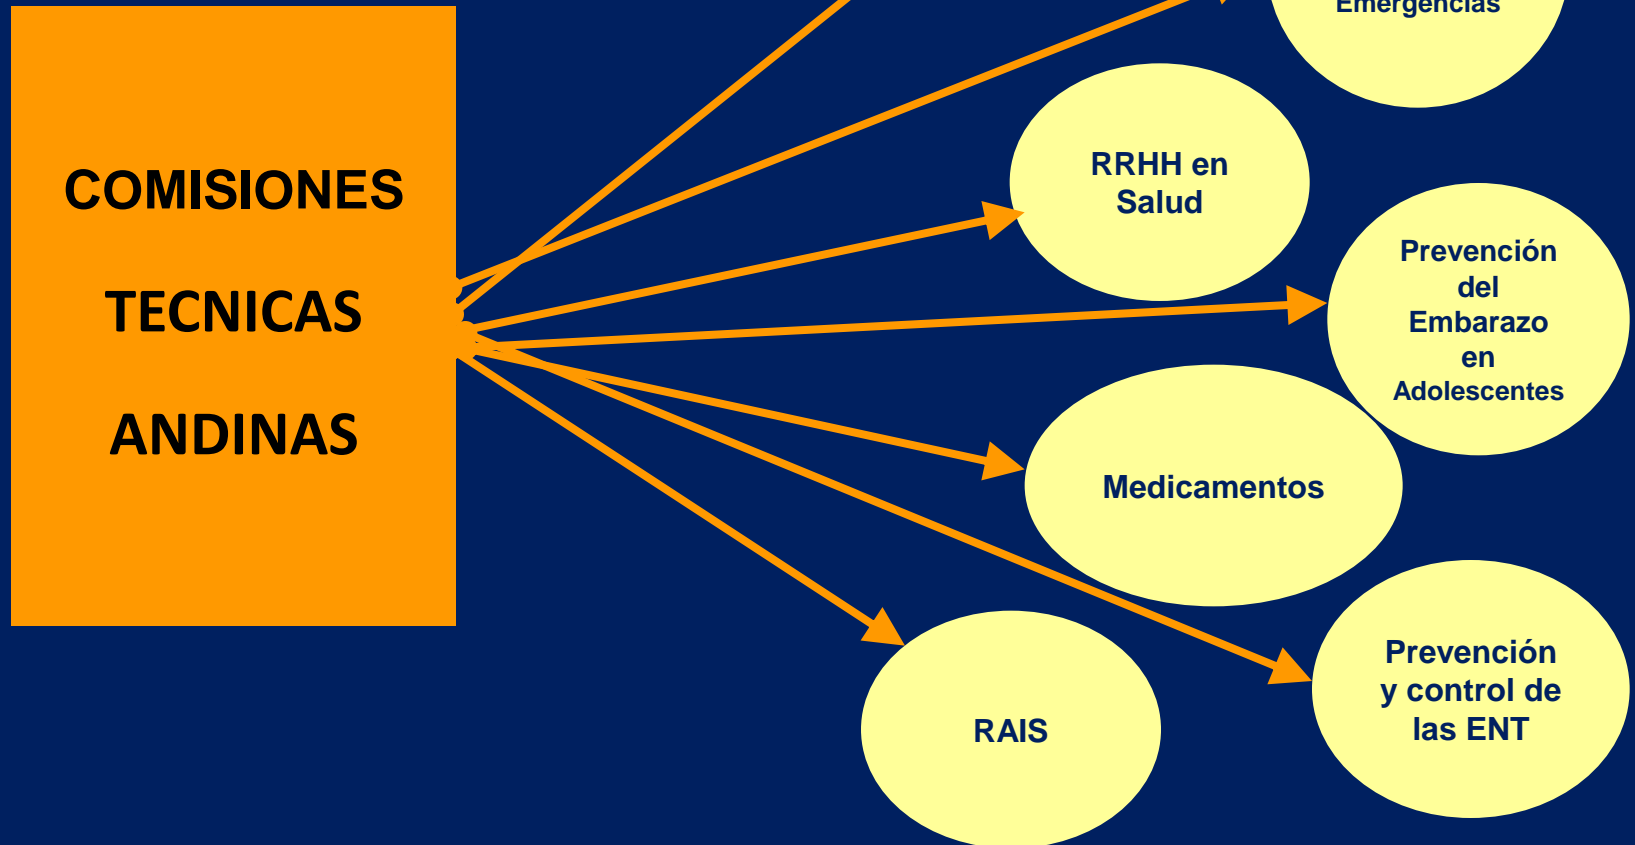 COMISIONES
TECNICAS
ANDINAS
Emergencias
RRHH en
Salud
Prevención
del
Embarazo
en
Adolescentes
Medicamentos
Prevención
y control de
las ENT
RAIS